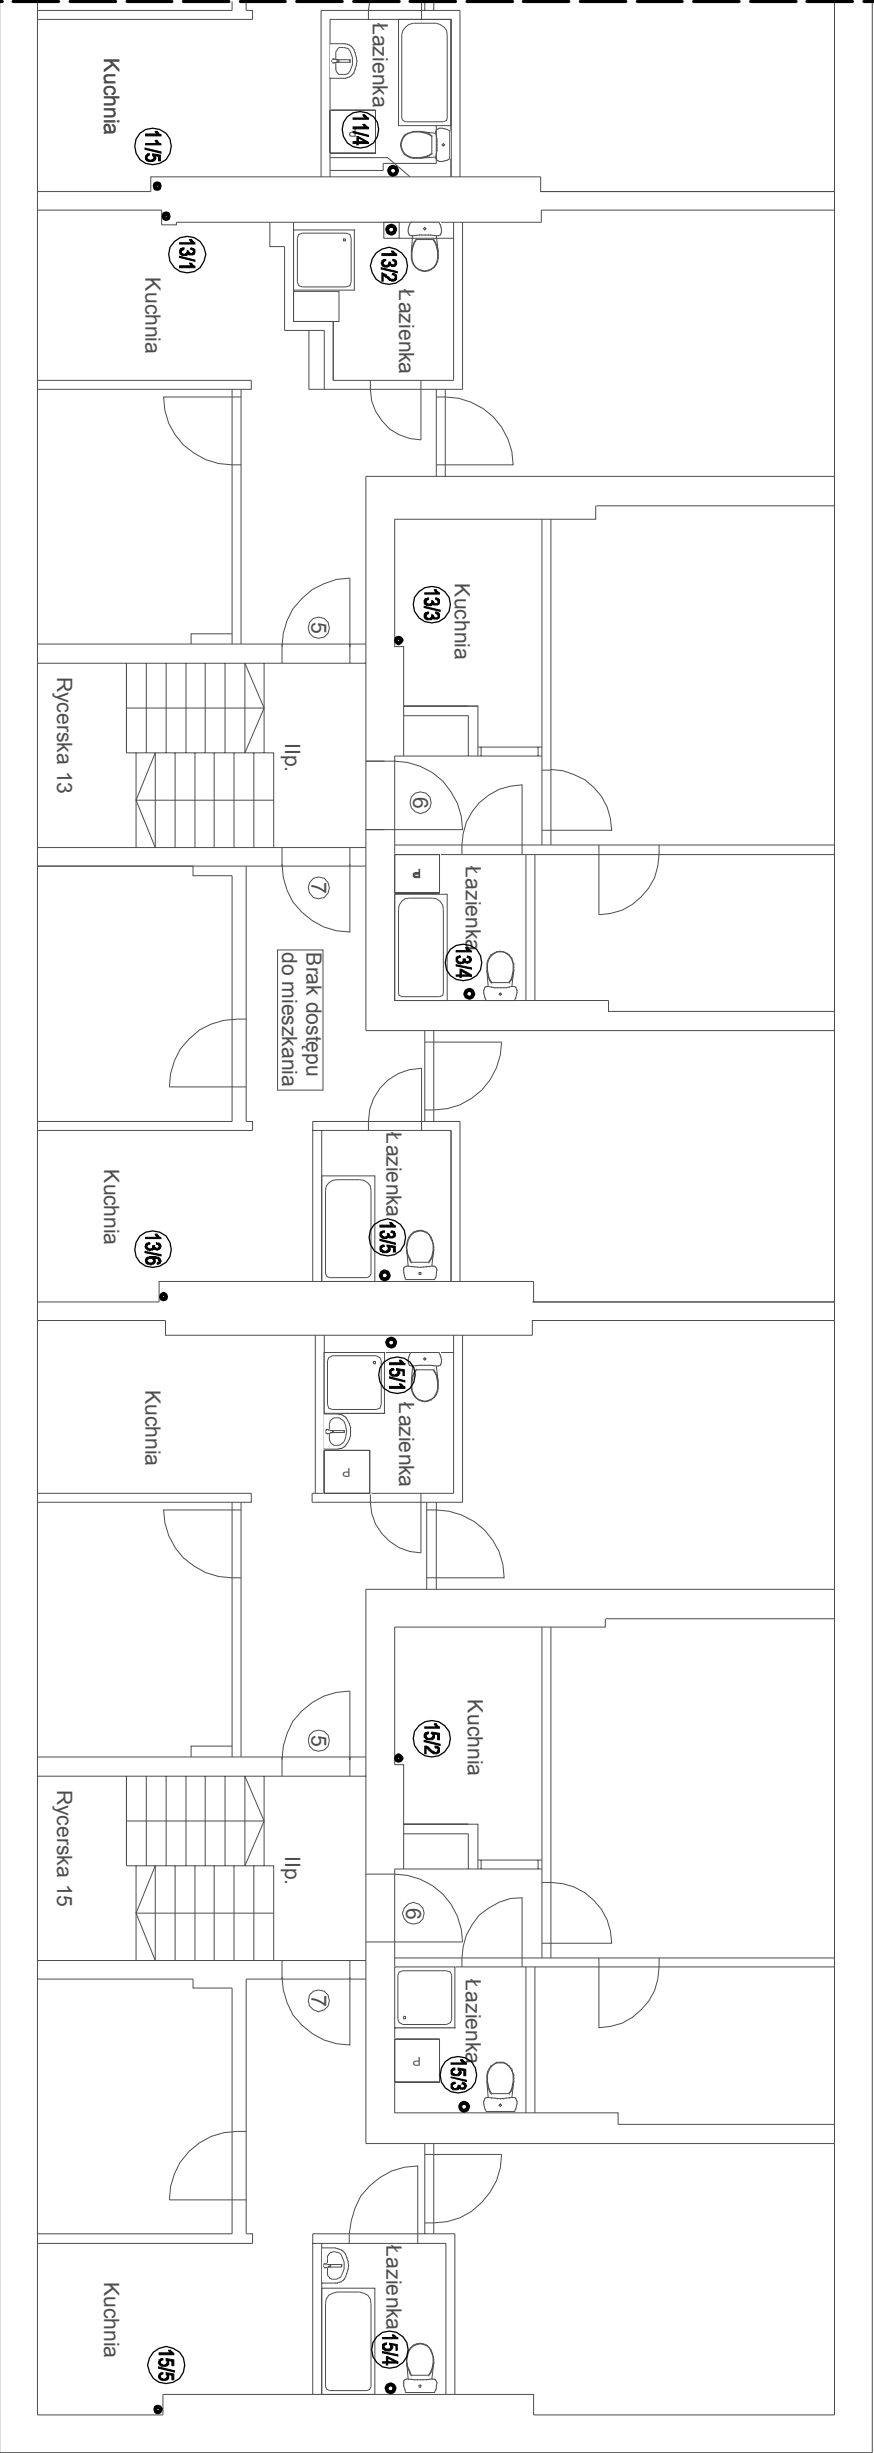 Łazienka
Kuchnia
11/4
11/5
13/1
13/2
Kuchnia
Łazienka
13/3
Kuchnia
5
Rycerska 13
IIp.
6
7
Łazienka
13/4
Brak dostępu
do mieszkania
Łazienka
Kuchnia
13/5
13/6
15/1
Kuchnia
Łazienka
15/2
Kuchnia
5
Rycerska 15
IIp.
6
7
Łazienka
15/3
Łazienka
Kuchnia
15/4
15/5